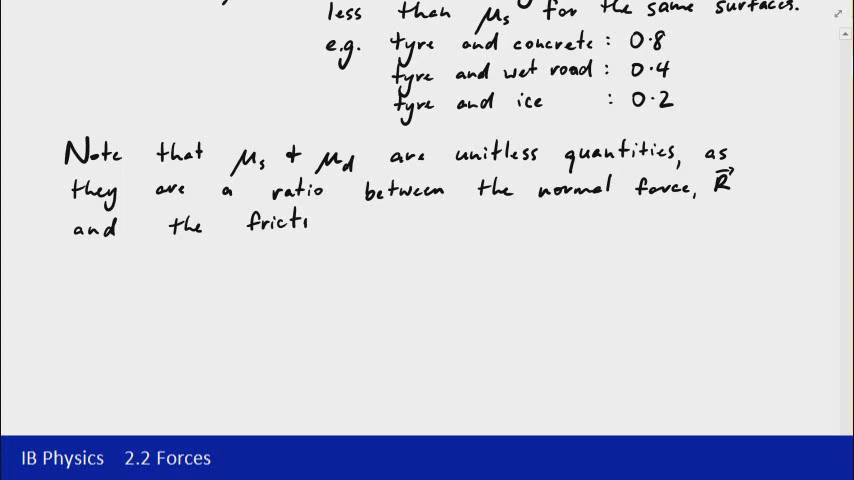 less than μs for the same surfaces.
e.g. tyre and concrete : 0.8
tyre and wet road : 0.4
tyre and ice : 0.2
Note that μs + μd are unitless quantities, as
they are a ratio between the normal force, R⃗
and the fricti
IB Physics 2.2 Forces